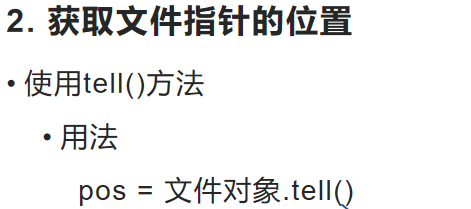 2. 获取文件指针的位置
• 使用tell()方法
• 用法
pos = 文件对象.tell()